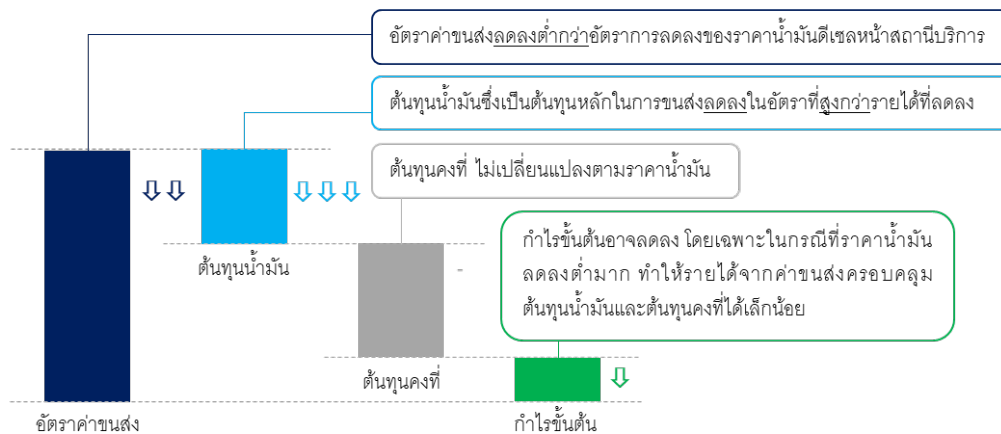 อัตราค่าขนส่งลดลงต่ำกว่าอัตราการลดลงของราคาน้ำมันดีเซลหน้าสถานีบริการ
ต้นทุนน้ำมันซึ่งเป็นต้นทุนหลักในการขนส่งลดลงในอัตราที่สูงกว่ารายได้ที่ลดลง
ต้นทุนคงที่ ไม่เปลี่ยนแปลงตามราคาน้ำมัน
กำไรขั้นต้นอาจลดลง โดยเฉพาะในกรณีที่ราคาน้ำมัน
ลดลงต่ำมาก ทำให้รายได้จากค่าขนส่งครอบคลุม
ต้นทุนน้ำมันและต้นทุนคงที่ได้เล็กน้อย
ต้นทุนน้ำมัน
-
ต้นทุนคงที่
อัตราค่าขนส่ง
กำไรขั้นต้น